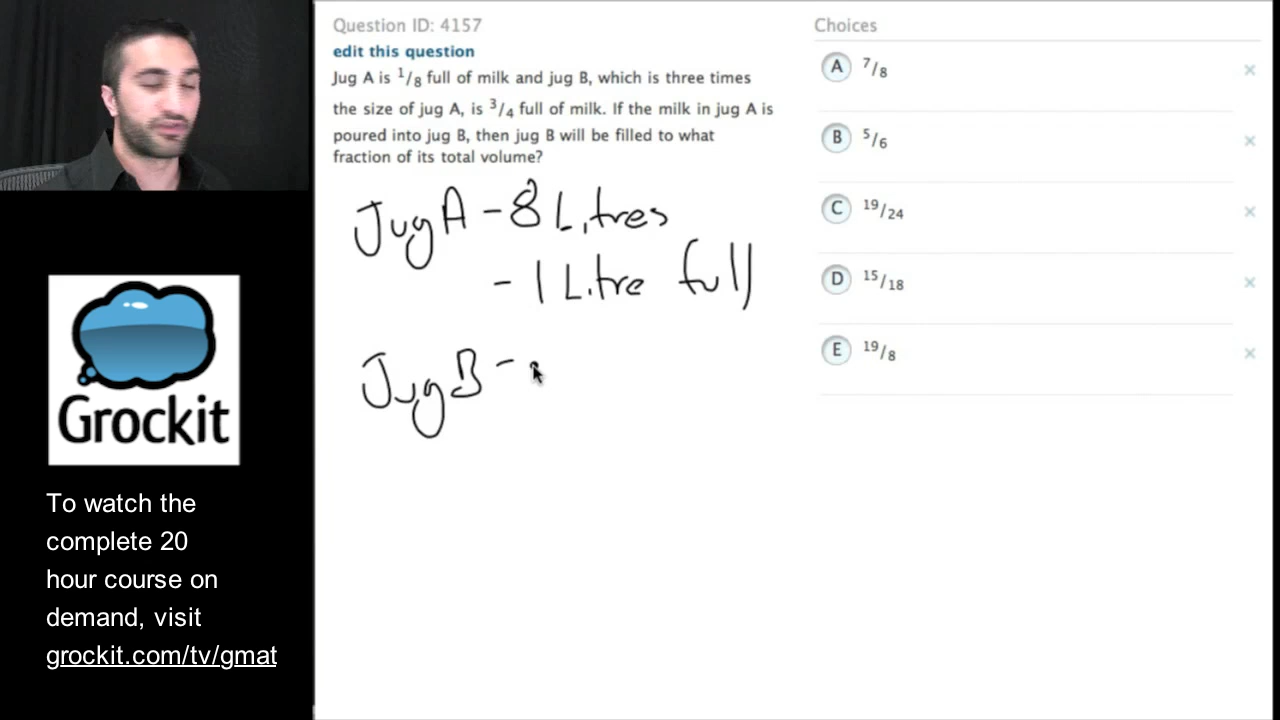 Question ID: 4157
edit this question
Jug A is 1/8 full of milk and jug B, which is three times
the size of jug A, is 3/4 full of milk. If the milk in jug A is
poured into jug B, then jug B will be filled to what
fraction of its total volume?
Jug A - 8 Litres
- 1 Litre full
Jug B -
Choices
A 7/8
B 5/6
C 19/24
D 15/18
E 19/8
Grockit
To watch the
complete 20
hour course on
demand, visit
grockit.com/tv/gmat